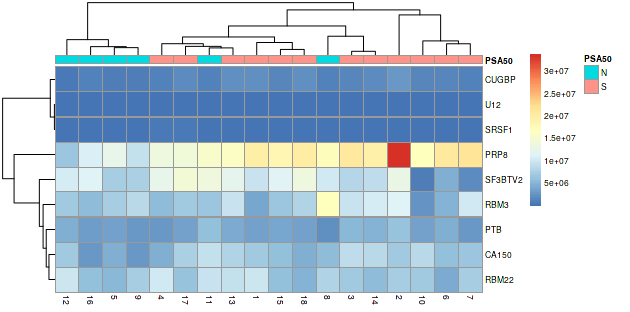 PSA50
PSA50
N
S
3e+07
2.5e+07
2e+07
1.5e+07
1e+07
5e+06
CUGBP
U12
SRSF1
PRP8
SF3BTV2
RBM3
PTB
CA150
RBM22
12 16 5 9 4 17 11 13 1 15 18 8 3 14 2 10 6 7